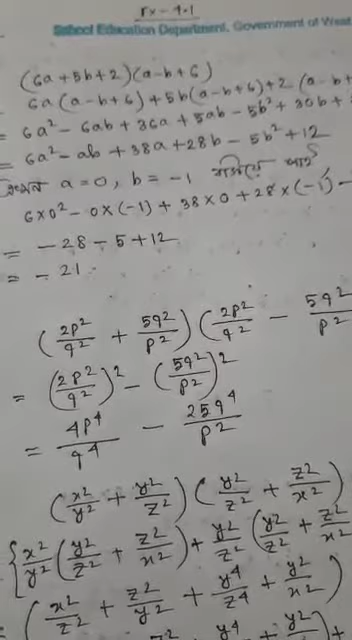 Ex - 4.1
School Education Department, Government of West
(6a+5b+2)(a-b+6)
6a(a-b+6)+5b(a-b+6)+2(a-b+
= 6a² - 6ab + 36a + 5ab - 5b² + 30b +
= 6a² - ab + 38a + 28b - 5b² + 12
a = 0, b = -1 বসিয়ে পাই
6×0² - 0×(-1) + 38×0 + 28×(-1) -
= -28 - 5 + 12
= -21
(2p²/q² + 5q²/p²)(2p²/q² - 5q²/p²
= (2p²/q²)² - (5q²/p²)²
= 4p⁴/q⁴ - 25q⁴/p²
(x²/y² + y²/z²)(y²/z² + z²/x²)
{x²/y²(y²/z² + z²/x²) + y²/z²(y²/z² + z²/x²
= (x²/z² + z²/y² + y⁴/z⁴ + y²/x²)